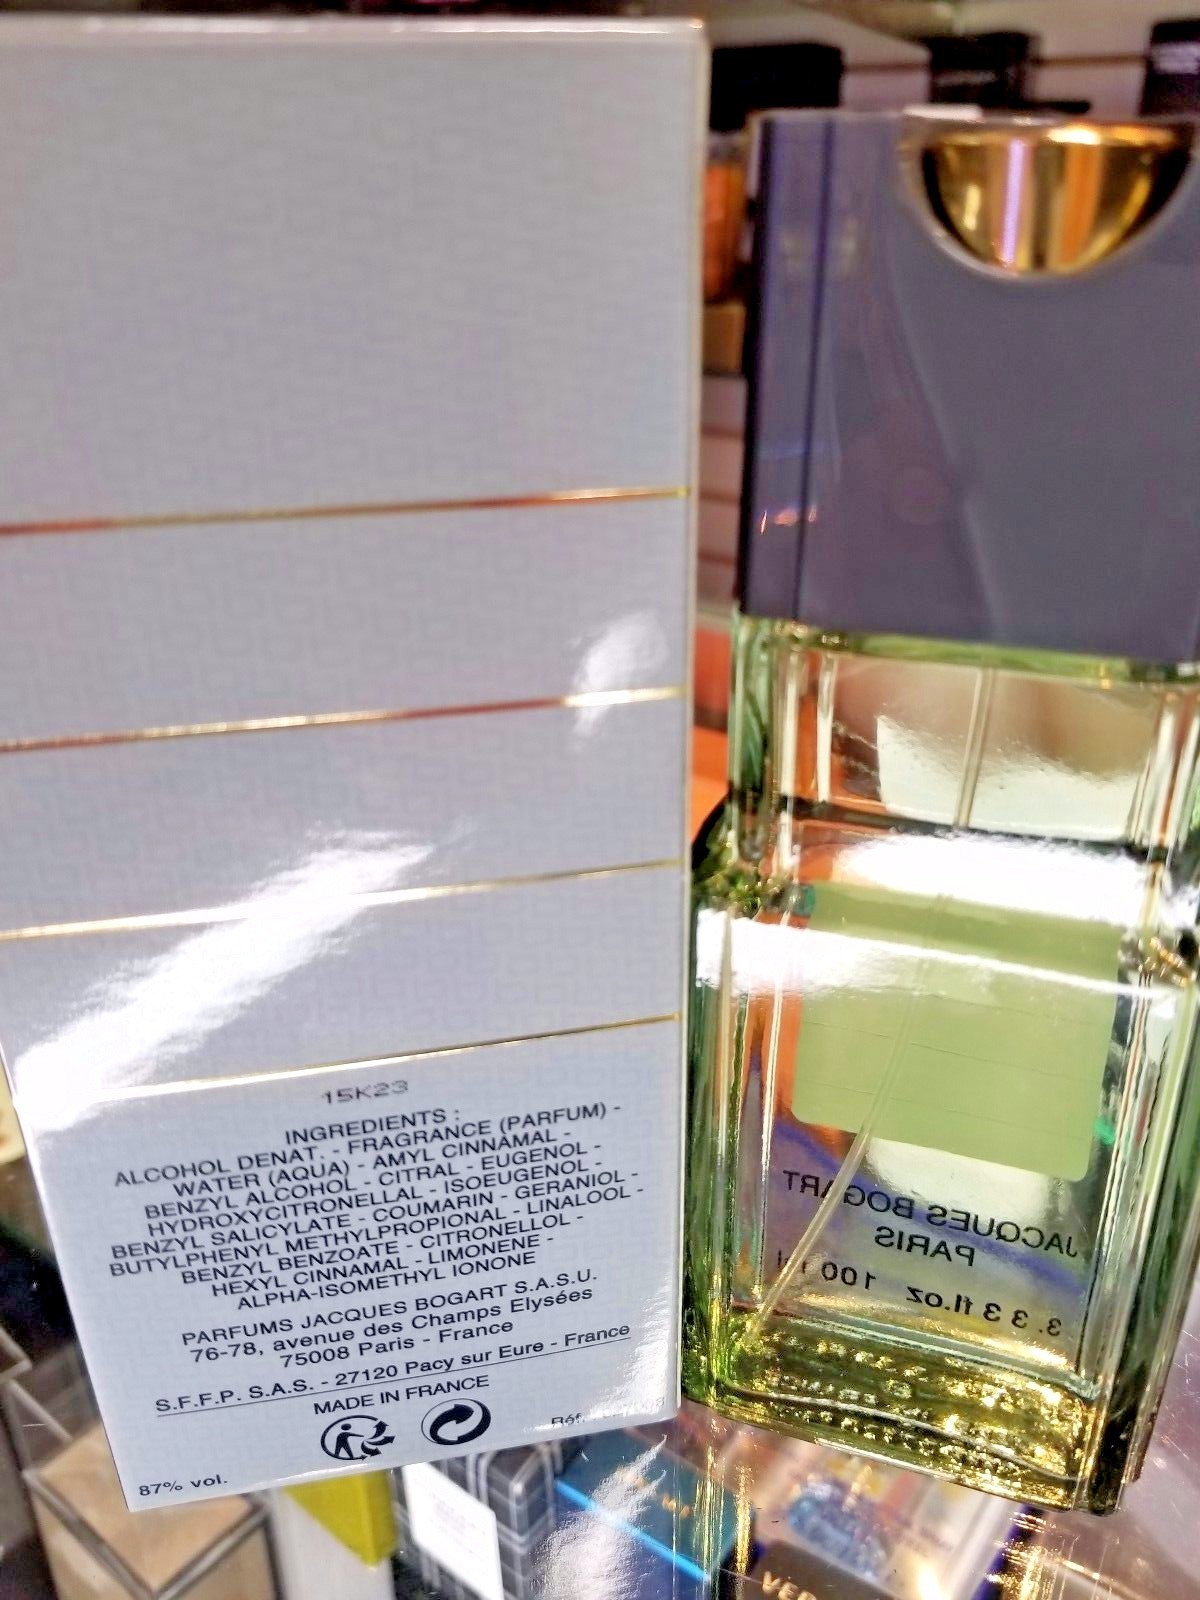 15K23
INGREDIENTS :
ALCOHOL DENAT. - FRAGRANCE (PARFUM) -
WATER (AQUA) - AMYL CINNAMAL -
BENZYL ALCOHOL - CITRAL - EUGENOL -
HYDROXYCITRONELLAL - ISOEUGENOL -
BENZYL SALICYLATE - COUMARIN - GERANIOL -
BUTYLPHENYL METHYLPROPIONAL - LINALOOL -
BENZYL BENZOATE - CITRONELLOL -
HEXYL CINNAMAL - LIMONENE -
ALPHA-ISOMETHYL IONONE
PARFUMS JACQUES BOGART S.A.S.U.
76-78, avenue des Champs Elysées
75008 Paris - France
S.F.F.P. S.A.S. - 27120 Pacy sur Eure - France
MADE IN FRANCE
Réf.
87% vol.
JACQUES BOGART
PARIS
3.3 fl.oz 100 ml